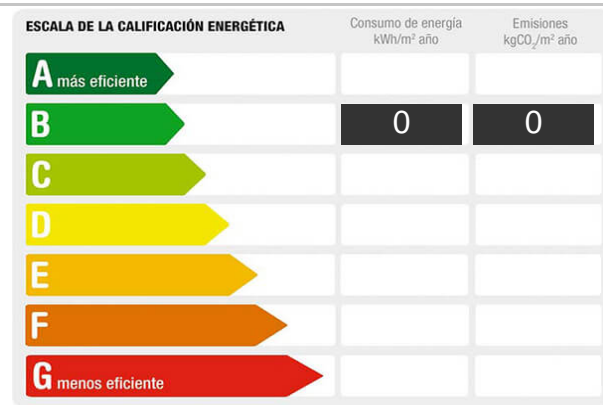 ESCALA DE LA CALIFICACIÓN ENERGÉTICA
Consumo de energía
kWh/m² año
Emisiones
kgCO₂/m² año
A más eficiente
B 0 0
C
D
E
F
G menos eficiente